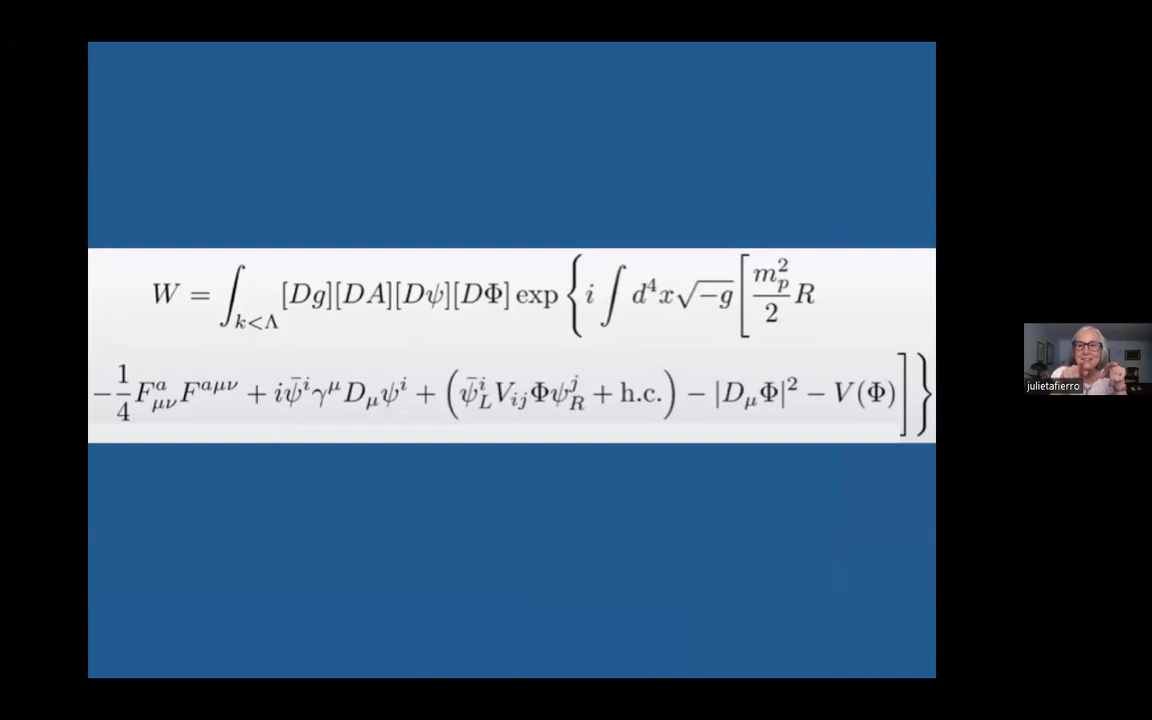 W = ∫_{k<Λ} [Dg][DA][Dψ][DΦ] exp { i ∫ d⁴x √−g [ m_p²/2 R
−1/4 F^a_{μν} F^{aμν} + i ψ̄^i γ^μ D_μ ψ^i + ( ψ̄^i_L V_{ij} Φ ψ^j_R + h.c. ) − |D_μ Φ|² − V(Φ) ] }
julietafierro